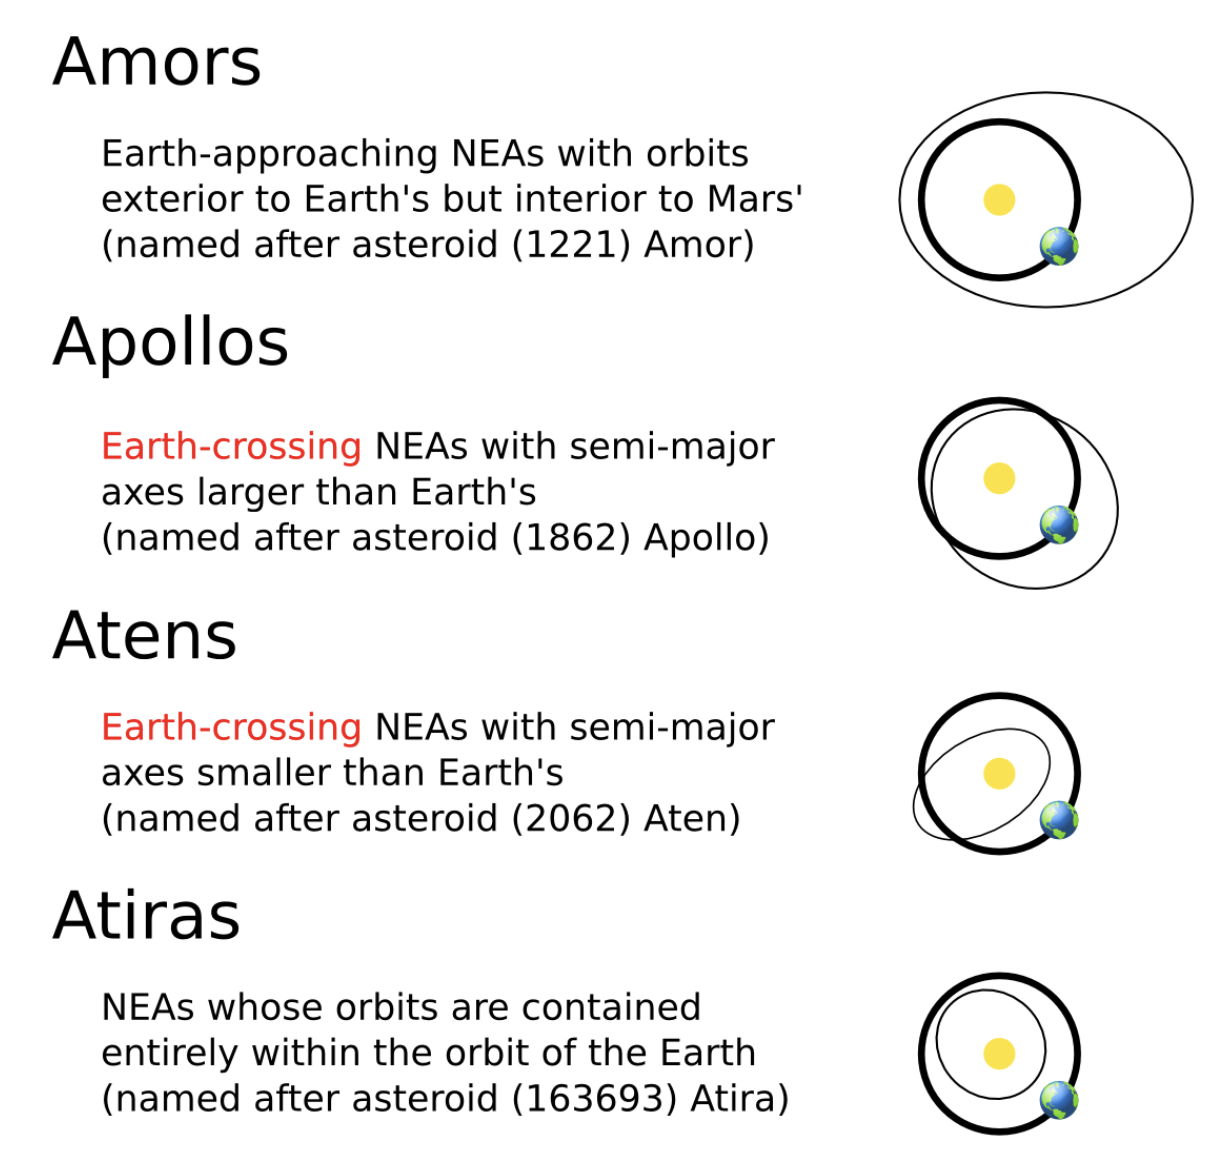 Amors
Earth-approaching NEAs with orbits
exterior to Earth's but interior to Mars'
(named after asteroid (1221) Amor)
Apollos
Earth-crossing NEAs with semi-major
axes larger than Earth's
(named after asteroid (1862) Apollo)
Atens
Earth-crossing NEAs with semi-major
axes smaller than Earth's
(named after asteroid (2062) Aten)
Atiras
NEAs whose orbits are contained
entirely within the orbit of the Earth
(named after asteroid (163693) Atira)